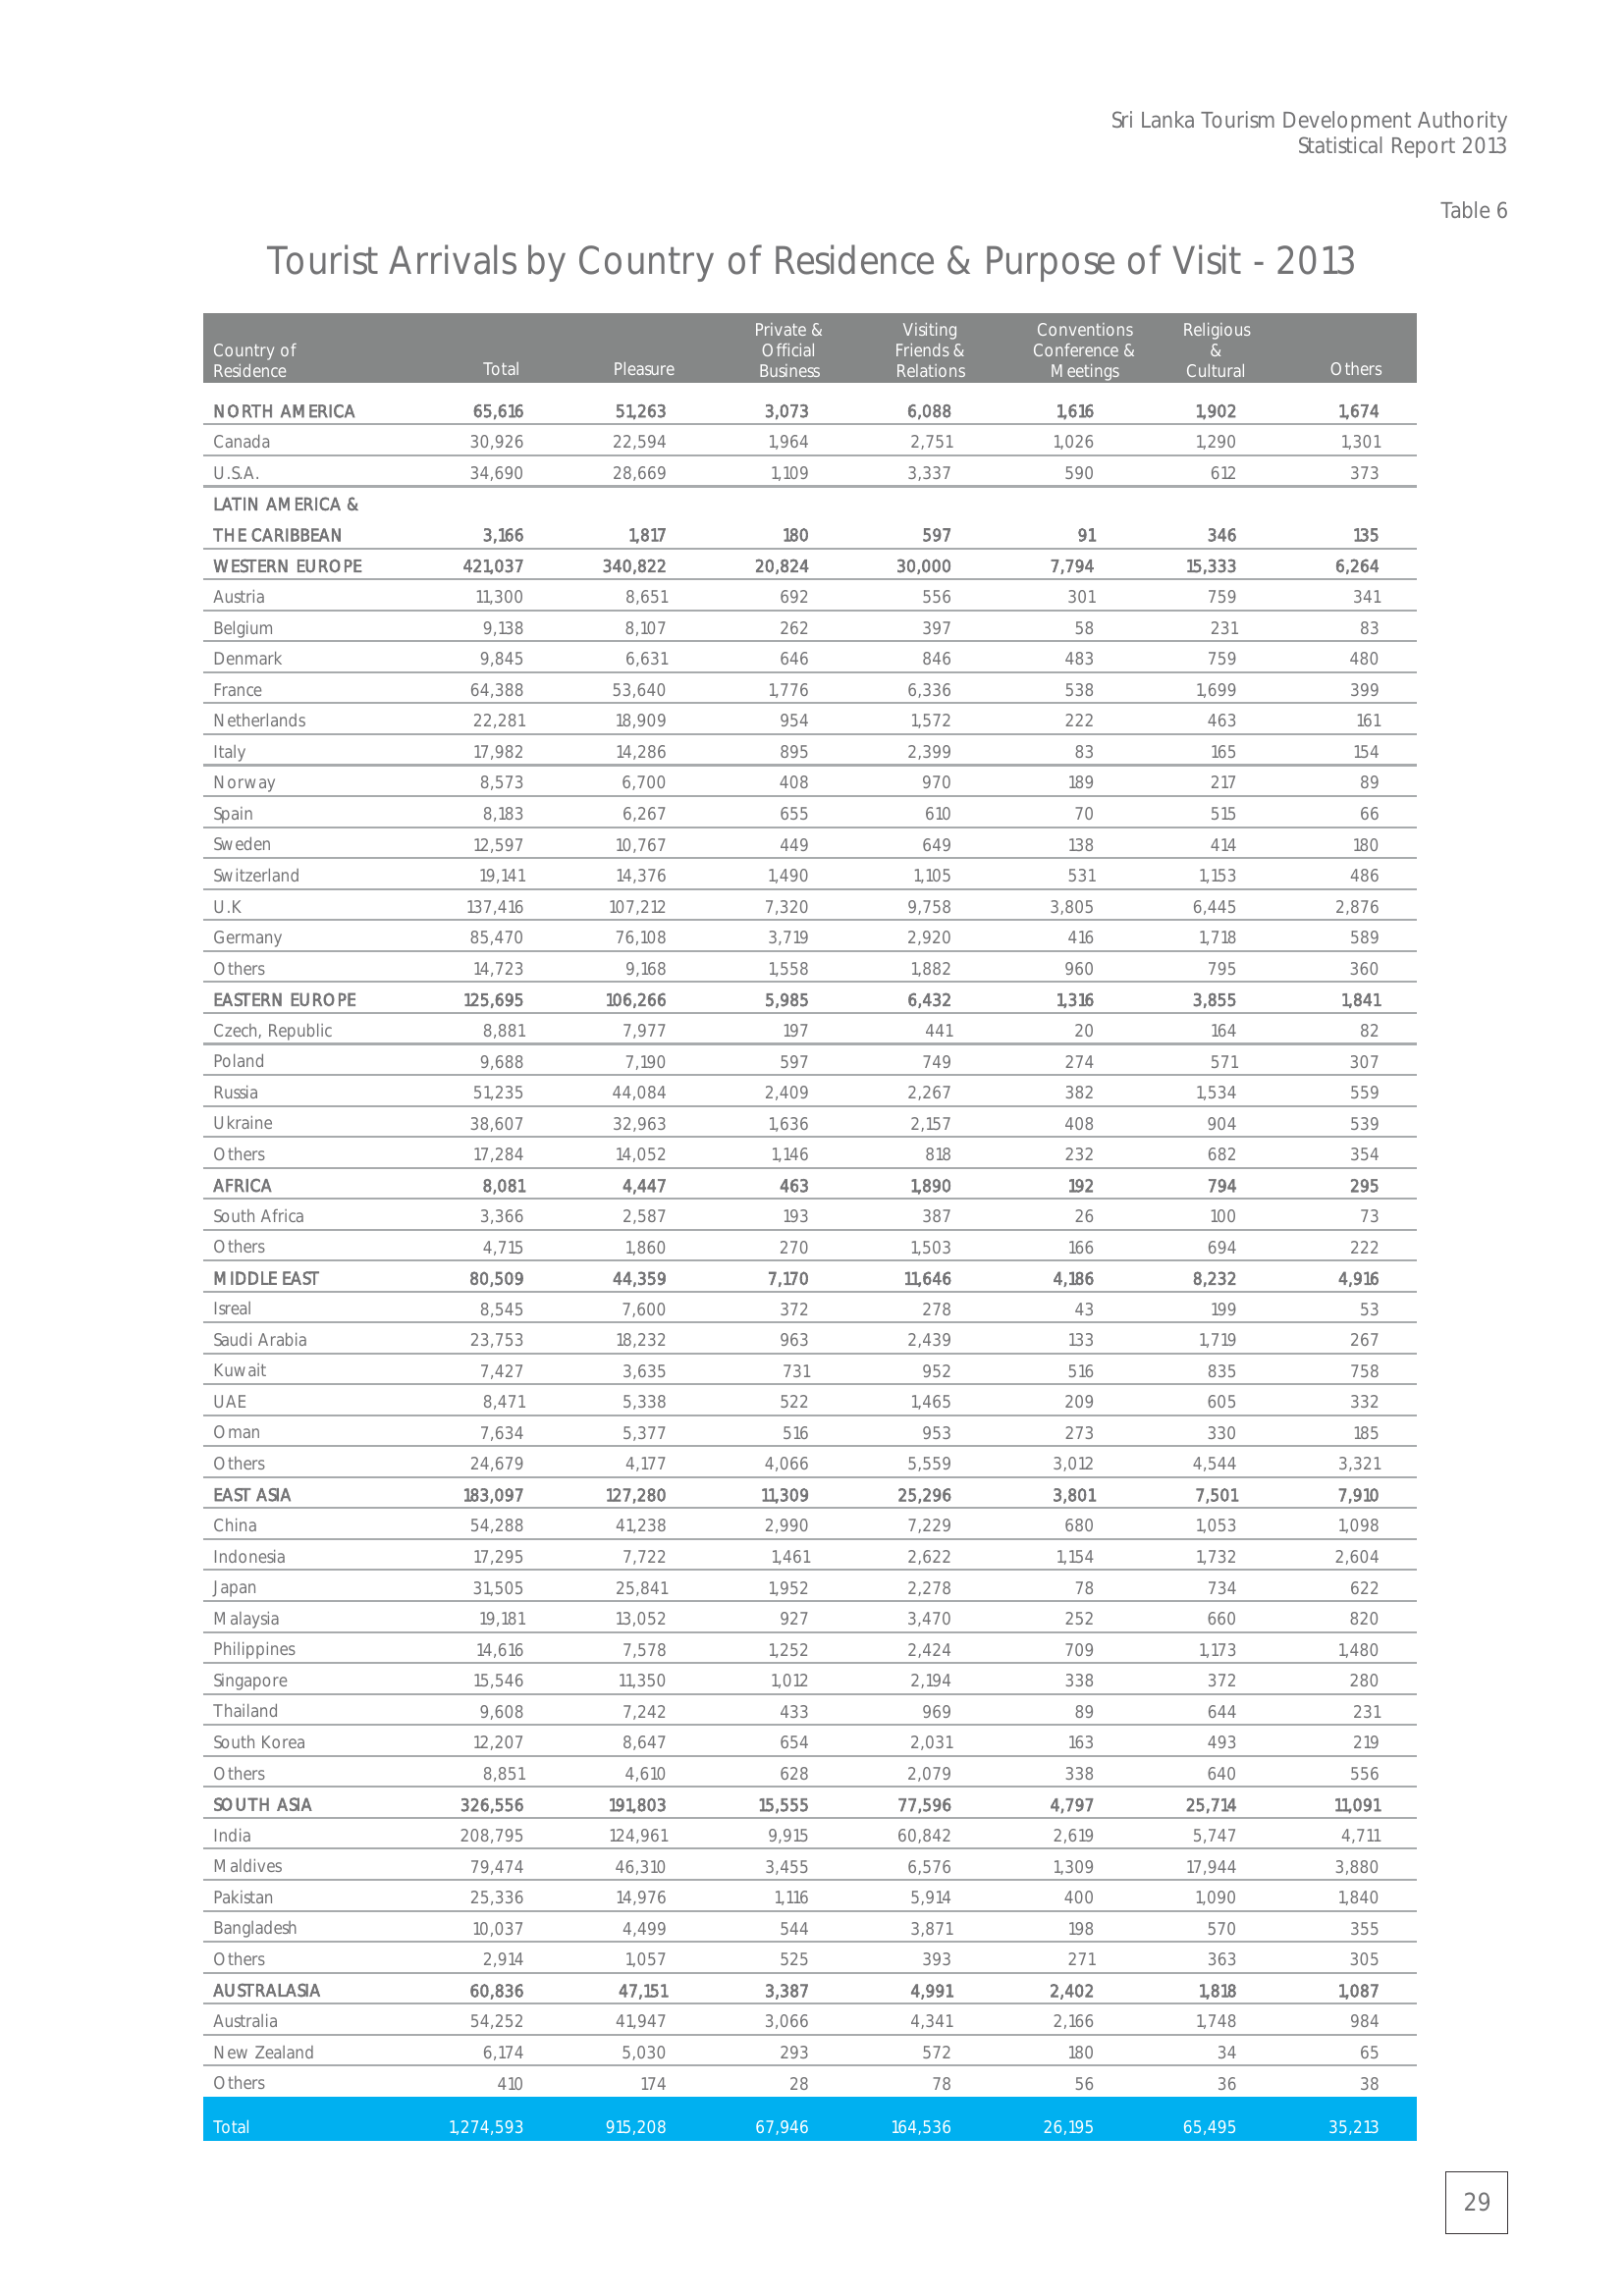 Sri Lanka Tourism Development Authority
Statistical Report 2013
Table 6
Tourist Arrivals by Country of Residence & Purpose of Visit - 2013
Country of Residence Total Pleasure Private & Official Business Visiting Friends & Relations Conventions Conference & Meetings Religious & Cultural Others
NORTH AMERICA 65,616 51,263 3,073 6,088 1,616 1,902 1,674
Canada 30,926 22,594 1,964 2,751 1,026 1,290 1,301
U.S.A. 34,690 28,669 1,109 3,337 590 612 373
LATIN AMERICA &
THE CARIBBEAN 3,166 1,817 180 597 91 346 135
WESTERN EUROPE 421,037 340,822 20,824 30,000 7,794 15,333 6,264
Austria 11,300 8,651 692 556 301 759 341
Belgium 9,138 8,107 262 397 58 231 83
Denmark 9,845 6,631 646 846 483 759 480
France 64,388 53,640 1,776 6,336 538 1,699 399
Netherlands 22,281 18,909 954 1,572 222 463 161
Italy 17,982 14,286 895 2,399 83 165 154
Norway 8,573 6,700 408 970 189 217 89
Spain 8,183 6,267 655 610 70 515 66
Sweden 12,597 10,767 449 649 138 414 180
Switzerland 19,141 14,376 1,490 1,105 531 1,153 486
U.K 137,416 107,212 7,320 9,758 3,805 6,445 2,876
Germany 85,470 76,108 3,719 2,920 416 1,718 589
Others 14,723 9,168 1,558 1,882 960 795 360
EASTERN EUROPE 125,695 106,266 5,985 6,432 1,316 3,855 1,841
Czech, Republic 8,881 7,977 197 441 20 164 82
Poland 9,688 7,190 597 749 274 571 307
Russia 51,235 44,084 2,409 2,267 382 1,534 559
Ukraine 38,607 32,963 1,636 2,157 408 904 539
Others 17,284 14,052 1,146 818 232 682 354
AFRICA 8,081 4,447 463 1,890 192 794 295
South Africa 3,366 2,587 193 387 26 100 73
Others 4,715 1,860 270 1,503 166 694 222
MIDDLE EAST 80,509 44,359 7,170 11,646 4,186 8,232 4,916
Isreal 8,545 7,600 372 278 43 199 53
Saudi Arabia 23,753 18,232 963 2,439 133 1,719 267
Kuwait 7,427 3,635 731 952 516 835 758
UAE 8,471 5,338 522 1,465 209 605 332
Oman 7,634 5,377 516 953 273 330 185
Others 24,679 4,177 4,066 5,559 3,012 4,544 3,321
EAST ASIA 183,097 127,280 11,309 25,296 3,801 7,501 7,910
China 54,288 41,238 2,990 7,229 680 1,053 1,098
Indonesia 17,295 7,722 1,461 2,622 1,154 1,732 2,604
Japan 31,505 25,841 1,952 2,278 78 734 622
Malaysia 19,181 13,052 927 3,470 252 660 820
Philippines 14,616 7,578 1,252 2,424 709 1,173 1,480
Singapore 15,546 11,350 1,012 2,194 338 372 280
Thailand 9,608 7,242 433 969 89 644 231
South Korea 12,207 8,647 654 2,031 163 493 219
Others 8,851 4,610 628 2,079 338 640 556
SOUTH ASIA 326,556 191,803 15,555 77,596 4,797 25,714 11,091
India 208,795 124,961 9,915 60,842 2,619 5,747 4,711
Maldives 79,474 46,310 3,455 6,576 1,309 17,944 3,880
Pakistan 25,336 14,976 1,116 5,914 400 1,090 1,840
Bangladesh 10,037 4,499 544 3,871 198 570 355
Others 2,914 1,057 525 393 271 363 305
AUSTRALASIA 60,836 47,151 3,387 4,991 2,402 1,818 1,087
Australia 54,252 41,947 3,066 4,341 2,166 1,748 984
New Zealand 6,174 5,030 293 572 180 34 65
Others 410 174 28 78 56 36 38
Total 1,274,593 915,208 67,946 164,536 26,195 65,495 35,213
29